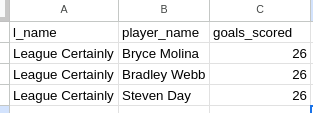 A B C
l_name player_name goals_scored
League Certainly Bryce Molina 26
League Certainly Bradley Webb 26
League Certainly Steven Day 26